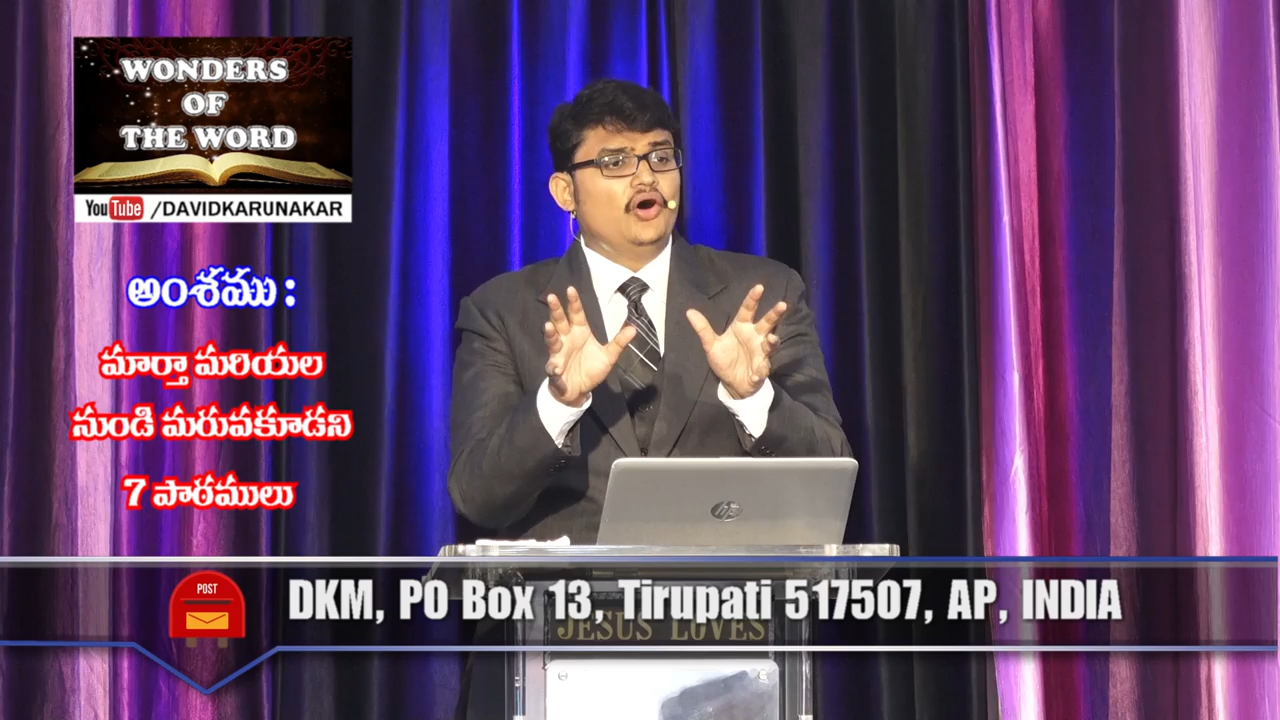 WONDERS
OF
THE WORD
YouTube /DAVIDKARUNAKAR
అంశము :
మార్తా మరియల
నుండి మరువకూడని
7 పాఠములు
hp
POST
DKM, PO Box 13, Tirupati 517507, AP, INDIA
JESUS LOVES